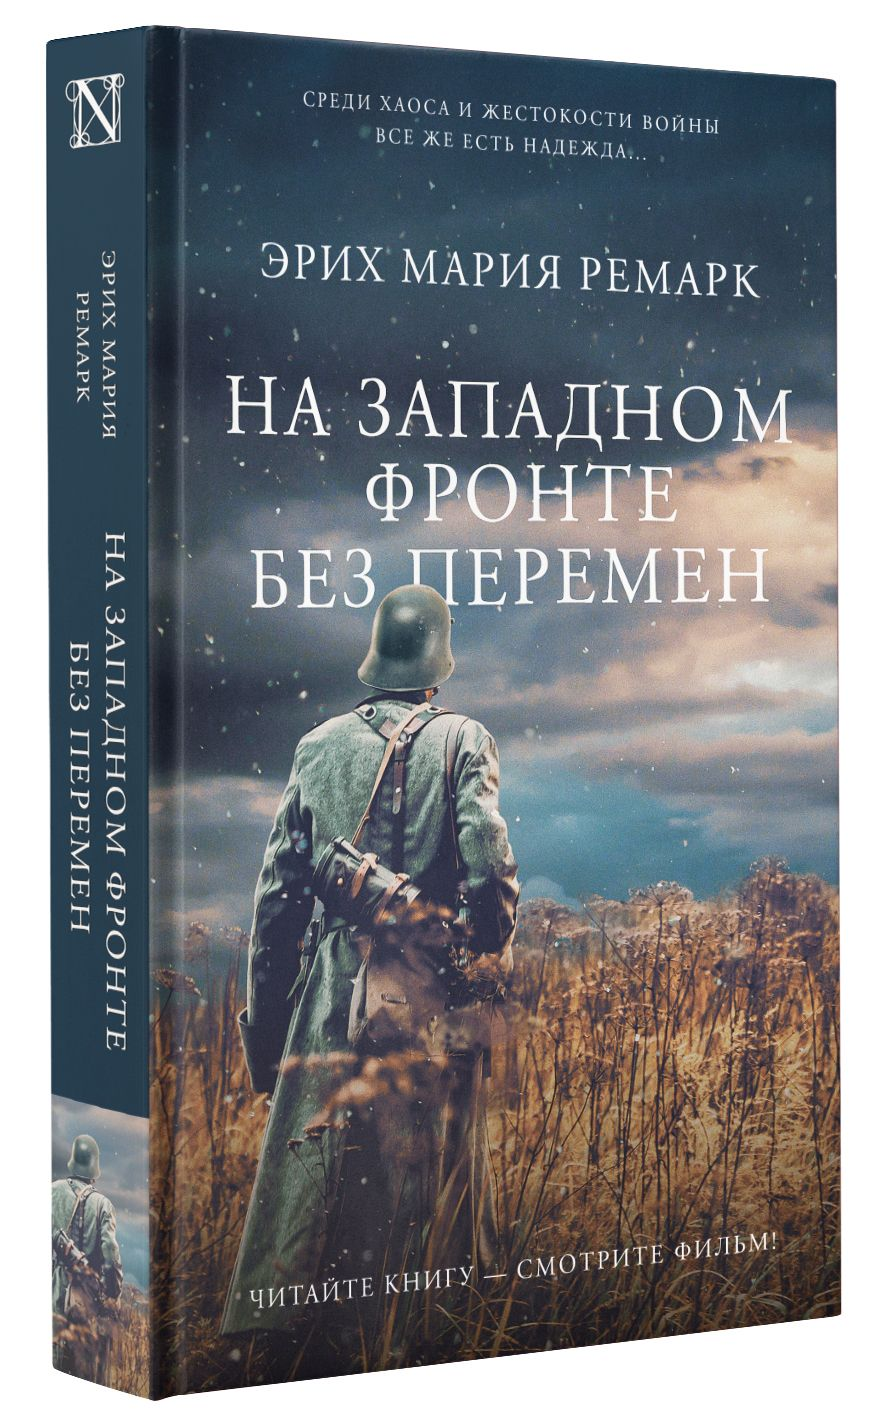 СРЕДИ ХАОСА И ЖЕСТОКОСТИ ВОЙНЫ
ВСЕ ЖЕ ЕСТЬ НАДЕЖДА...
ЭРИХ МАРИЯ РЕМАРК
НА ЗАПАДНОМ
ФРОНТЕ
БЕЗ ПЕРЕМЕН
ЧИТАЙТЕ КНИГУ — СМОТРИТЕ ФИЛЬМ!
N
ЭРИХ МАРИЯ
РЕМАРК
НА ЗАПАДНОМ ФРОНТЕ
БЕЗ ПЕРЕМЕН